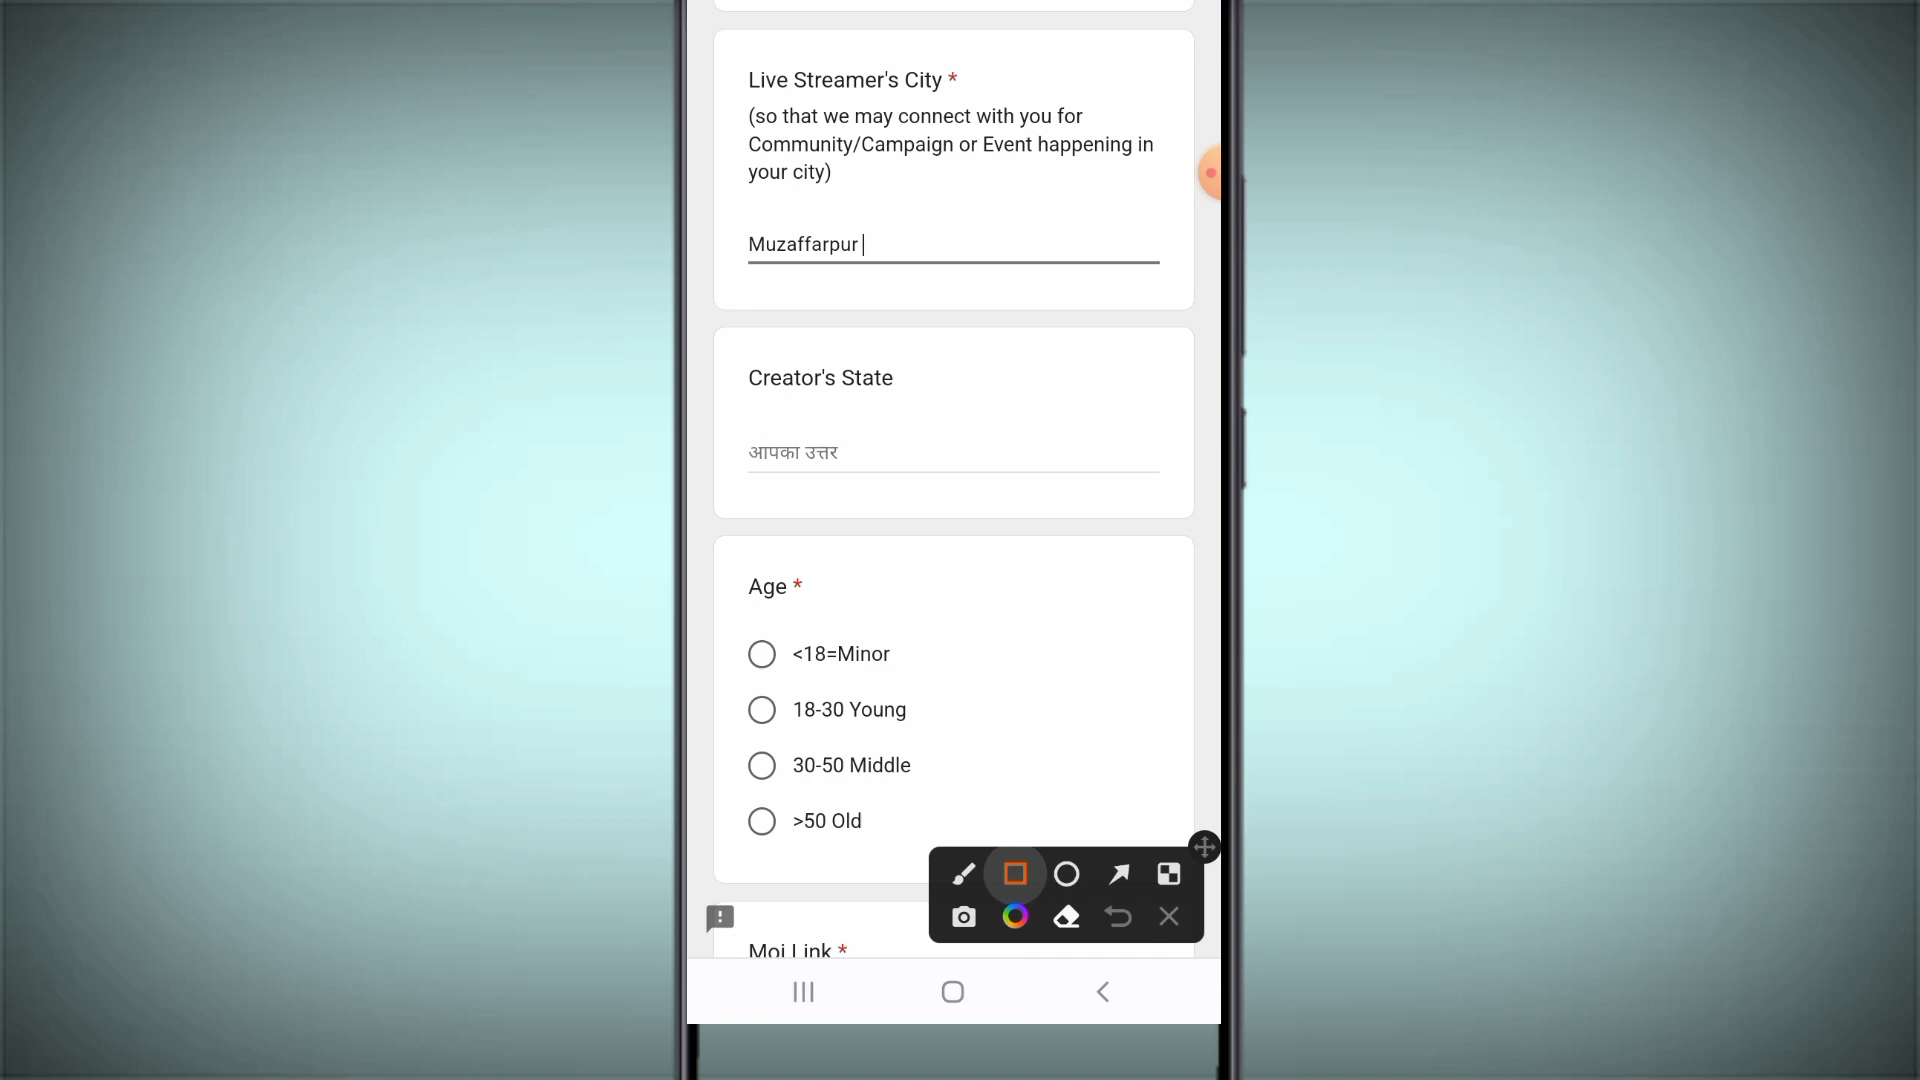 Live Streamer's City *
(so that we may connect with you for
Community/Campaign or Event happening in
your city)
Muzaffarpur
Creator's State
आपका उत्तर
Age *
<18=Minor
18-30 Young
30-50 Middle
>50 Old
Moj Link *